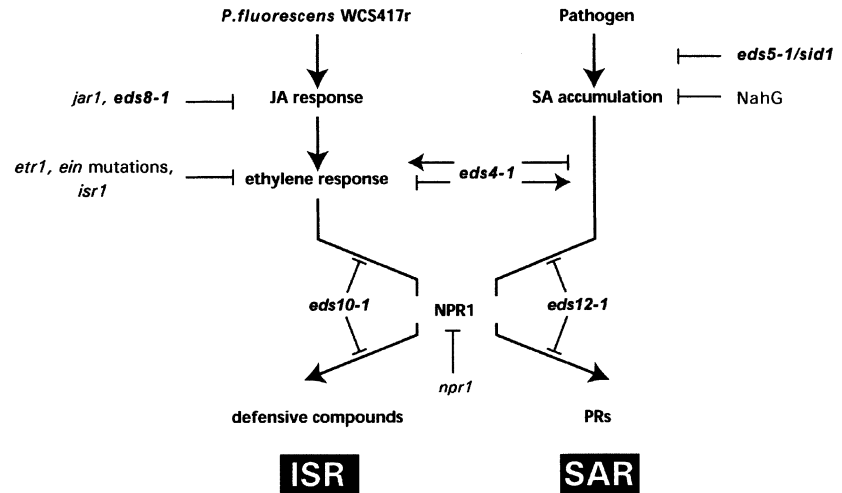 P.fluorescens WCS417r
Pathogen
eds5-1/sid1
jar1, eds8-1
JA response
SA accumulation
NahG
etr1, ein mutations,
isr1
ethylene response
eds4-1
eds10-1
NPR1
eds12-1
npr1
defensive compounds
PRs
ISR
SAR